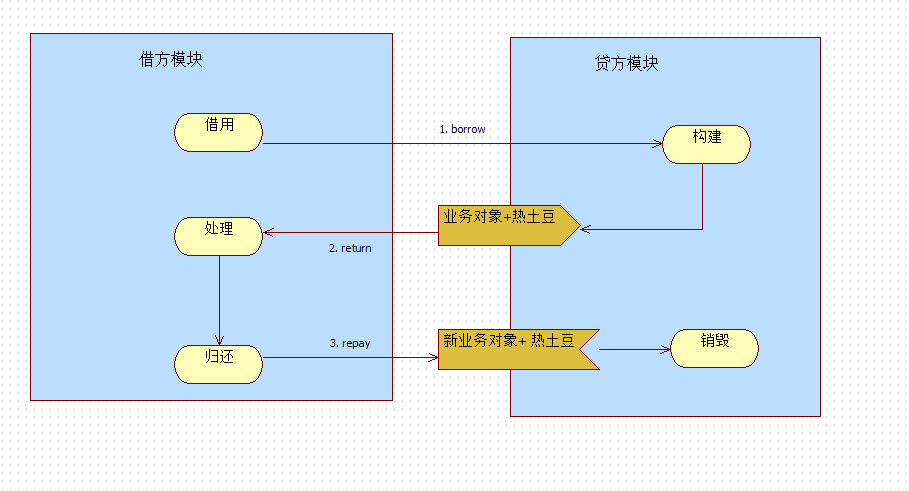 借方模块
贷方模块
借用
1. borrow
构建
业务对象+热土豆
处理
2. return
新业务对象+ 热土豆
销毁
3. repay
归还